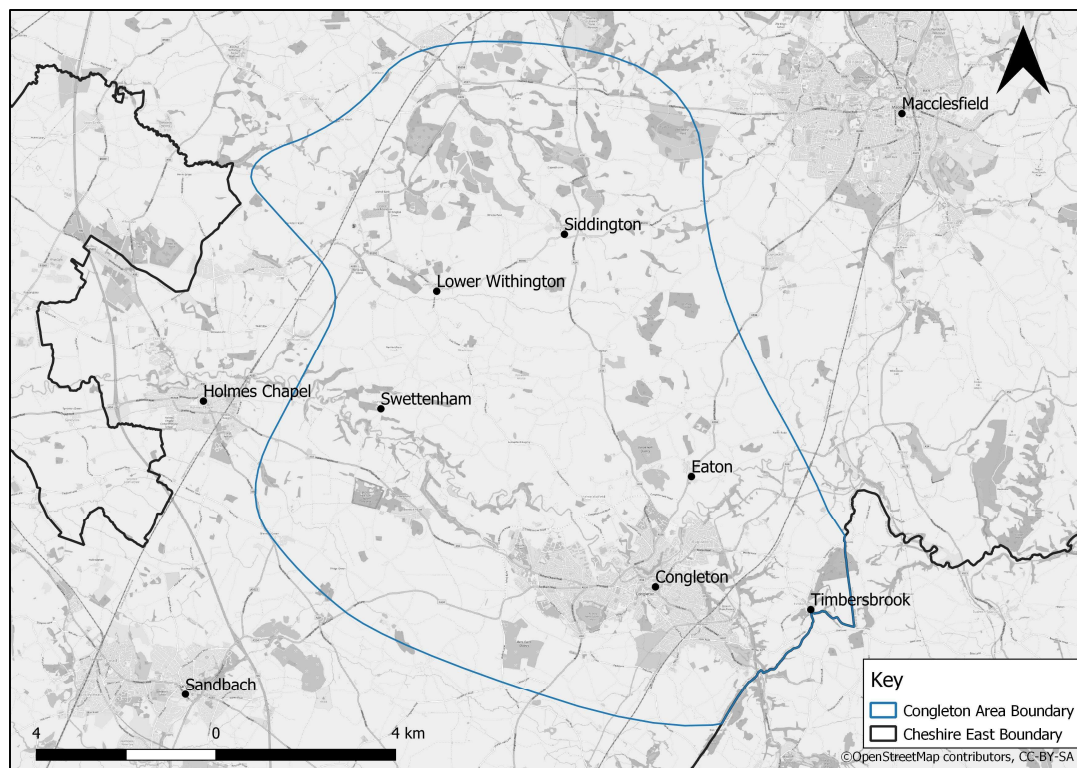 Macclesfield
Siddington
Lower Withington
Holmes Chapel
Swettenham
Eaton
Congleton
Timbersbrook
Sandbach
Key
Congleton Area Boundary
Cheshire East Boundary
4 0 4 km
©OpenStreetMap contributors, CC-BY-SA